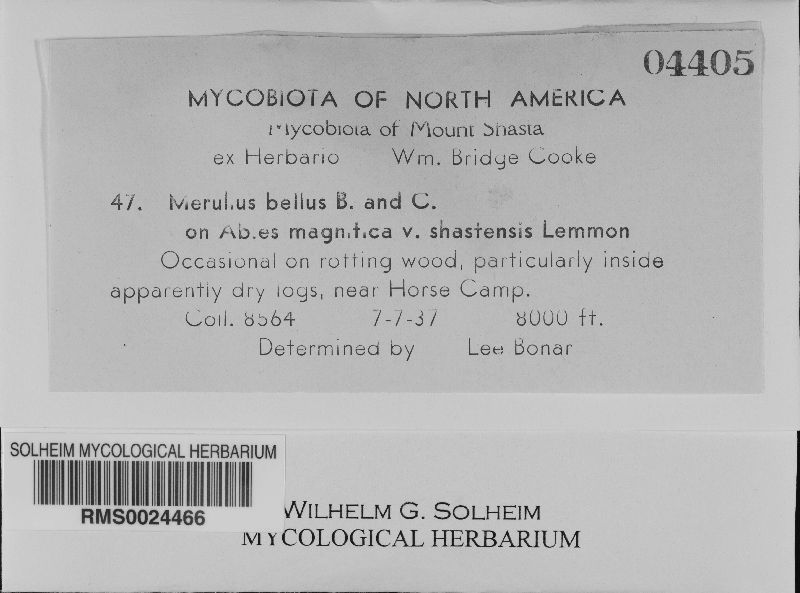 04405
MYCOBIOTA OF NORTH AMERICA
Mycobiota of Mount Shasta
ex Herbario Wm. Bridge Cooke
47. Merulius bellus B. and C.
on Abies magnifica v. shastensis Lemmon
Occasional on rotting wood, particularly inside
apparently dry logs, near Horse Camp.
Coll. 8564 7-7-37 8000 ft.
Determined by Lee Bonar
SOLHEIM MYCOLOGICAL HERBARIUM
RMS0024466
WILHELM G. SOLHEIM
MYCOLOGICAL HERBARIUM